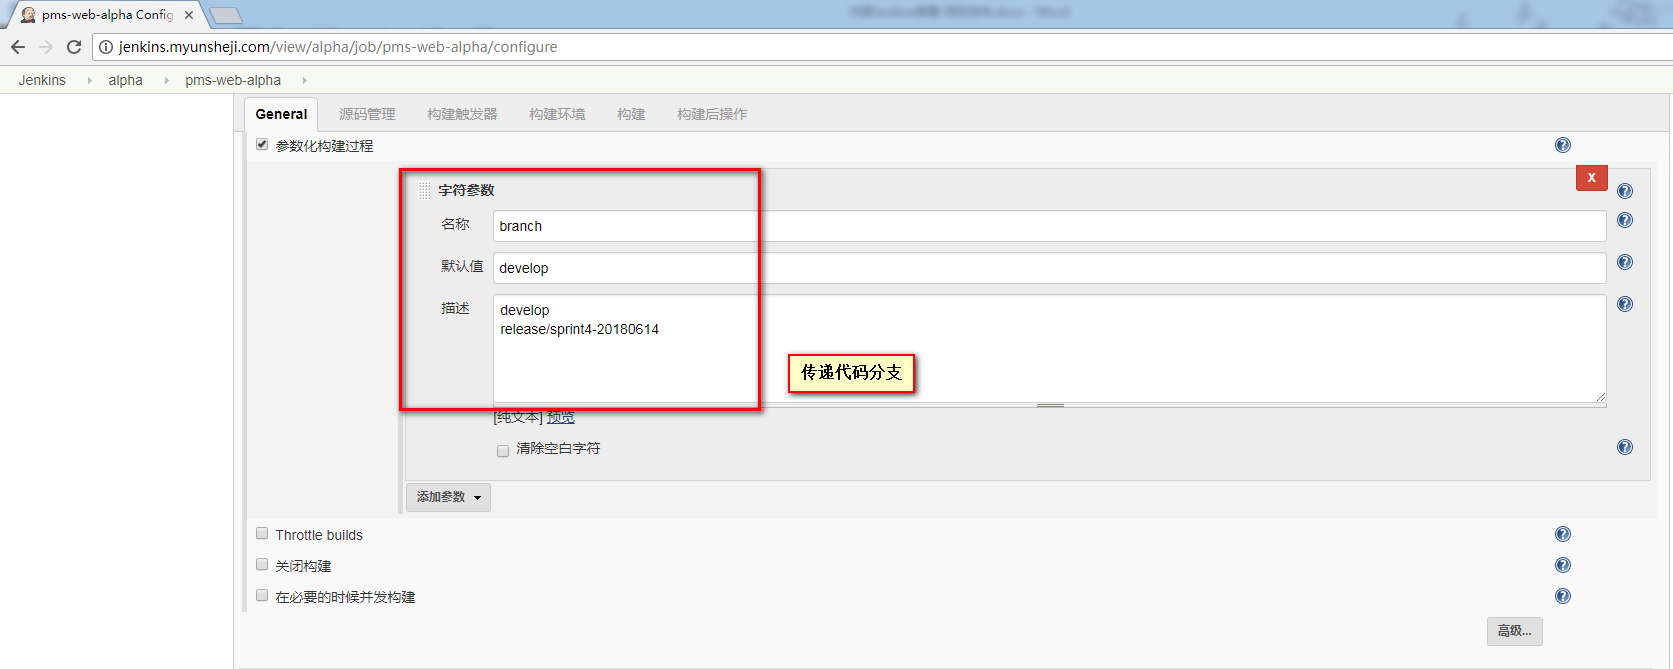 pms-web-alpha Config
jenkins.myunsheji.com/view/alpha/job/pms-web-alpha/configure
Jenkins alpha pms-web-alpha
General 源码管理 构建触发器 构建环境 构建 构建后操作
参数化构建过程
X
字符参数
名称 branch
默认值 develop
描述 develop
release/sprint4-20180614
传递代码分支
[纯文本] 预览
清除空白字符
添加参数
Throttle builds
关闭构建
在必要的时候并发构建
高级...